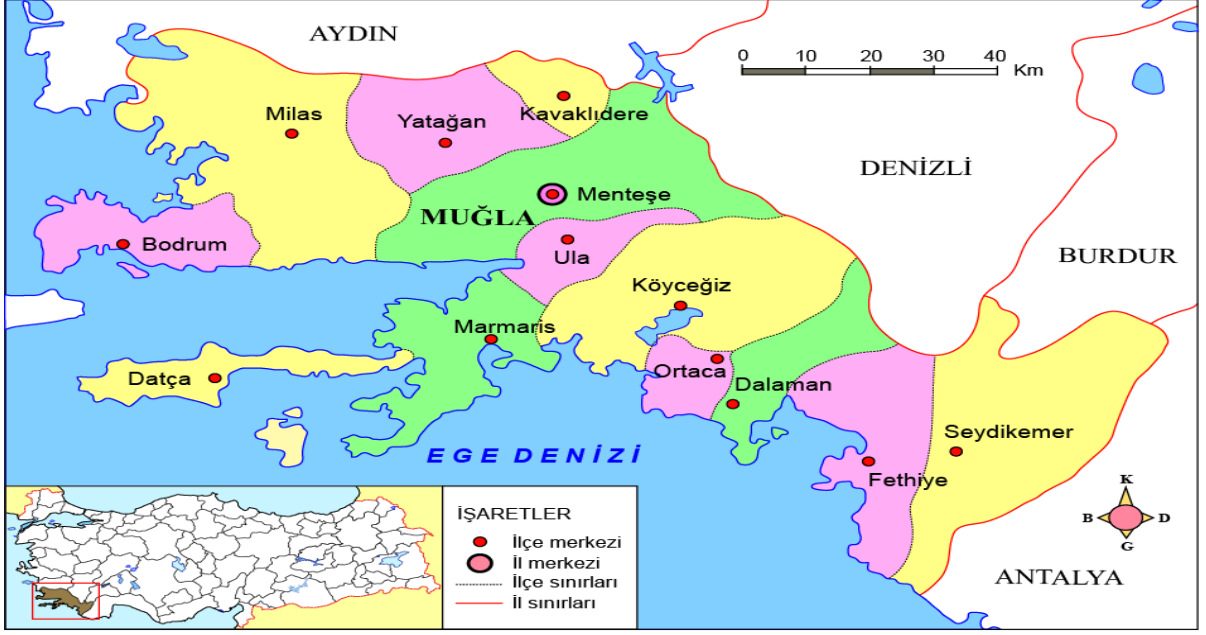 AYDIN
0 10 20 30 40 Km
Milas
Kavaklıdere
Yatağan
DENİZLİ
Menteşe
MUĞLA
Bodrum
Ula
BURDUR
Köyceğiz
Marmaris
Ortaca
Datça
Dalaman
Seydikemer
EGE DENİZİ
Fethiye
K
B D
G
ANTALYA
İŞARETLER
İlçe merkezi
İl merkezi
İlçe sınırları
İl sınırları